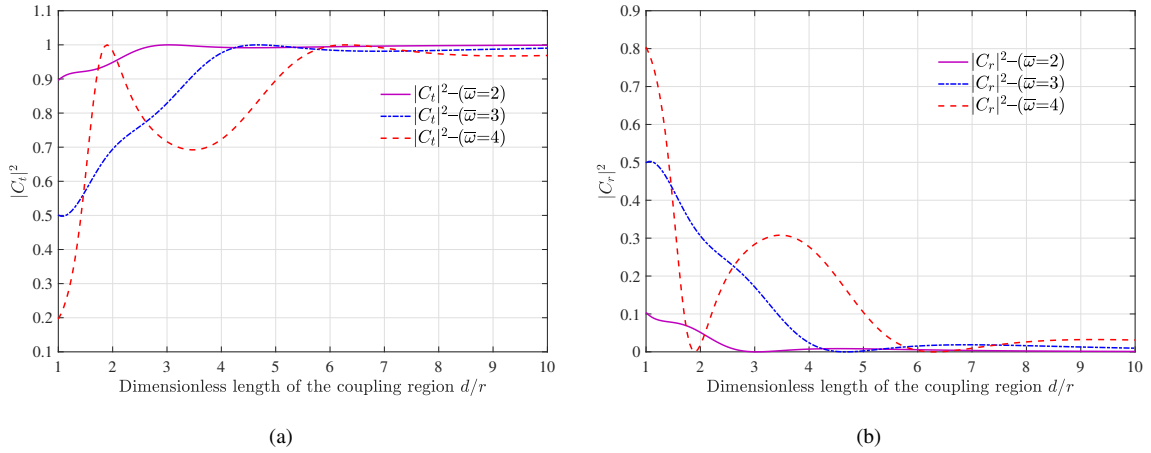 1.1
1
0.9
0.8
0.7
0.6
0.5
0.4
0.3
0.2
0.1
|C_t|^2
|C_t|^2–(ω̅=2)
|C_t|^2–(ω̅=3)
|C_t|^2–(ω̅=4)
1 2 3 4 5 6 7 8 9 10
Dimensionless length of the coupling region d/r
(a)
0.9
0.8
0.7
0.6
0.5
0.4
0.3
0.2
0.1
0
|C_r|^2
|C_r|^2–(ω̅=2)
|C_r|^2–(ω̅=3)
|C_r|^2–(ω̅=4)
1 2 3 4 5 6 7 8 9 10
Dimensionless length of the coupling region d/r
(b)